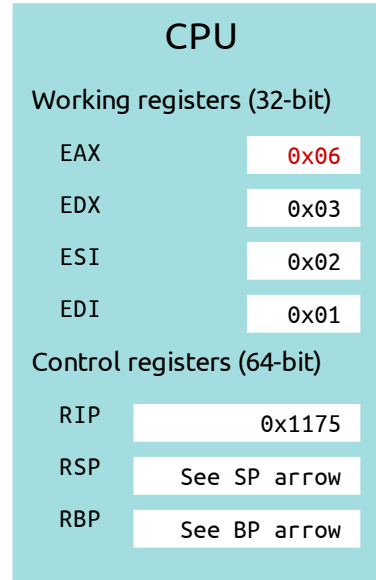 CPU
Working registers (32-bit)
EAX 0x06
EDX 0x03
ESI 0x02
EDI 0x01
Control registers (64-bit)
RIP 0x1175
RSP See SP arrow
RBP See BP arrow